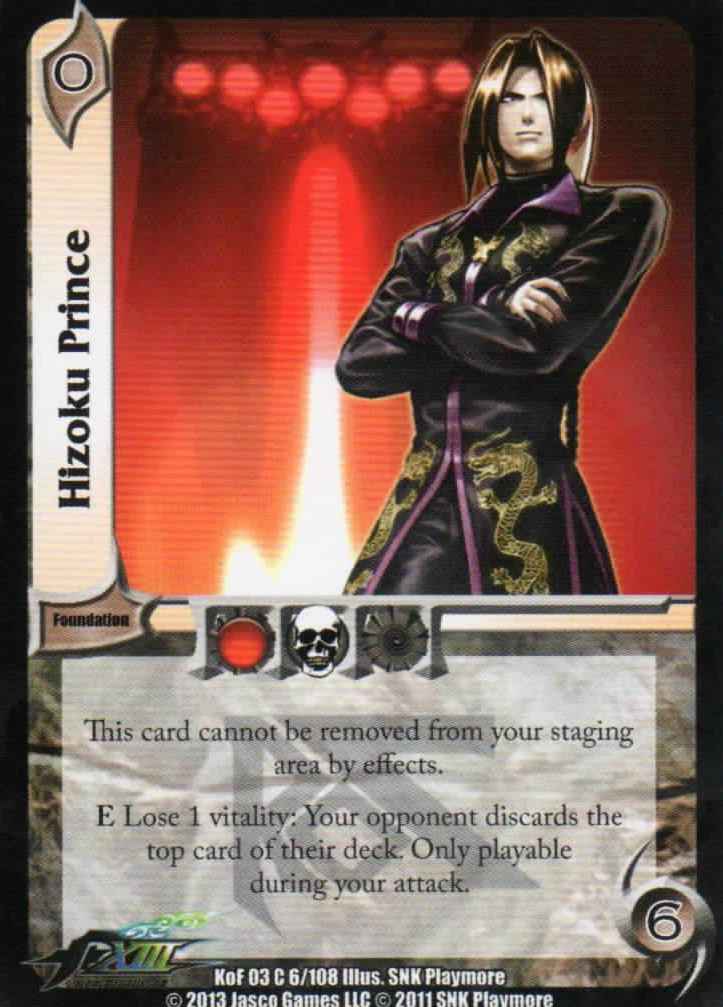 0
Hizoku Prince
Foundation
This card cannot be removed from your staging
area by effects.
E Lose 1 vitality: Your opponent discards the
top card of their deck. Only playable
during your attack.
6
XIII
KoF 03 C 6/108 Illus. SNK Playmore
© 2013 Jasco Games LLC © 2011 SNK Playmore